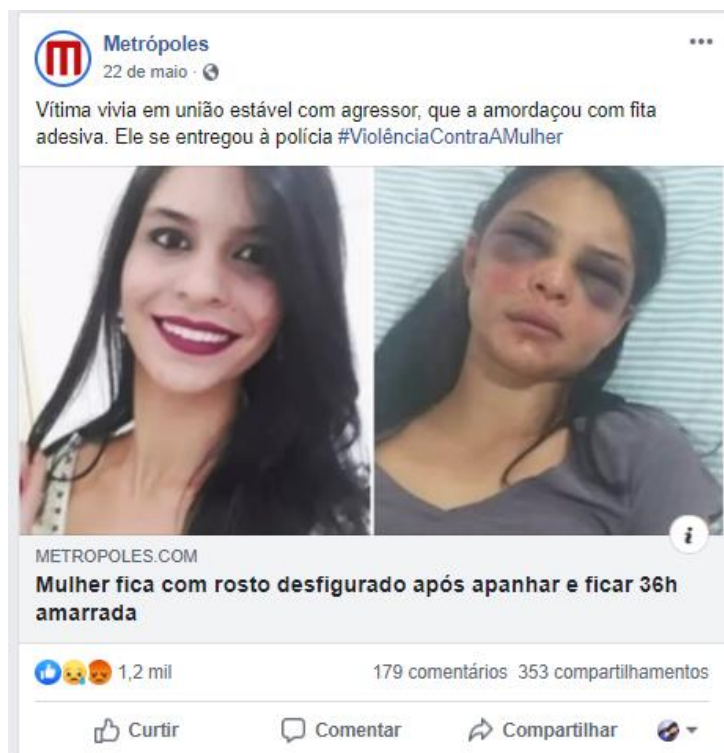 Metrópoles
22 de maio ·
Vítima vivia em união estável com agressor, que a amordaçou com fita
adesiva. Ele se entregou à polícia #ViolênciaContraAMulher
METROPOLES.COM
Mulher fica com rosto desfigurado após apanhar e ficar 36h
amarrada
1,2 mil 179 comentários 353 compartilhamentos
Curtir Comentar Compartilhar